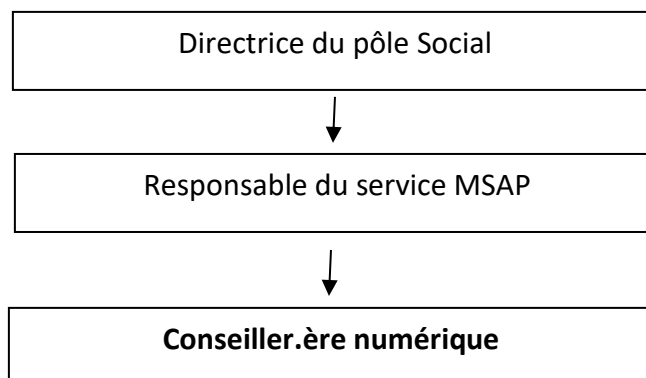 Directrice du pôle Social
Responsable du service MSAP
Conseiller.ère numérique